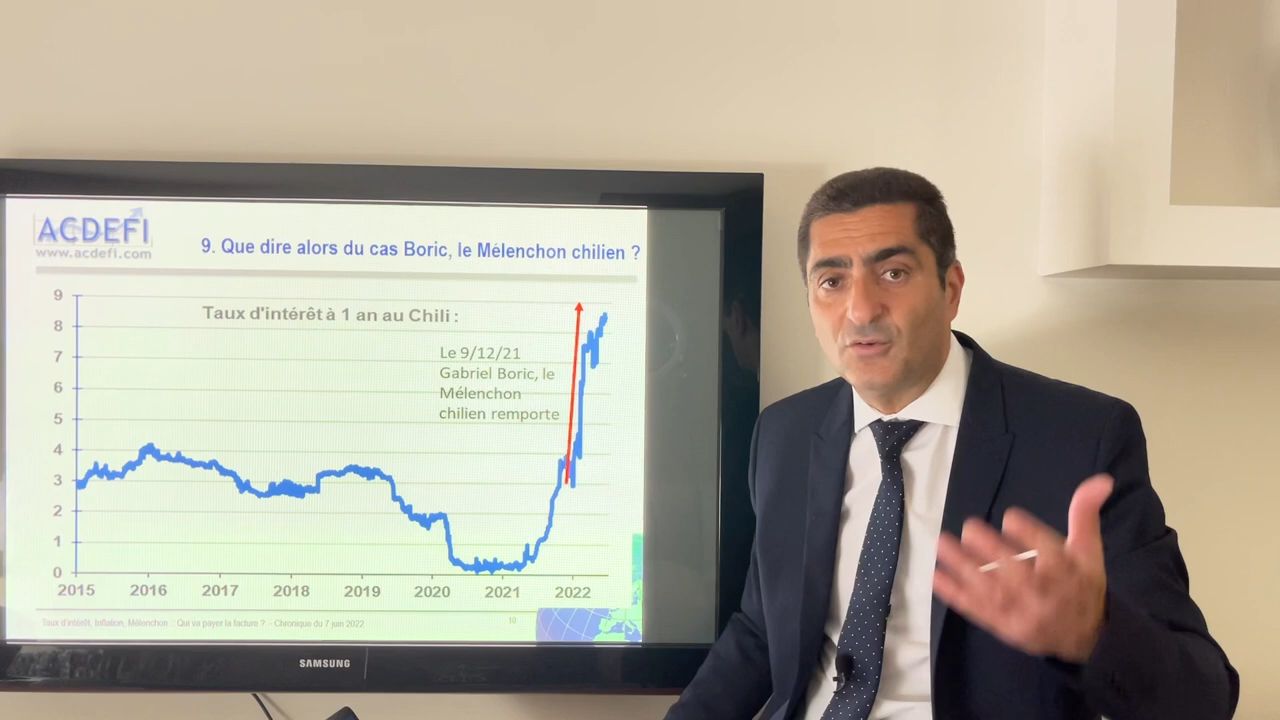 ACDEFI
www.acdefi.com
9. Que dire alors du cas Boric, le Mélenchon chilien ?
Taux d'intérêt à 1 an au Chili :
Le 9/12/21
Gabriel Boric, le
Mélenchon
chilien remporte
9
8
7
6
5
4
3
2
1
0
2015 2016 2017 2018 2019 2020 2021 2022
Taux d'intérêt, Inflation, Mélenchon : Qui va payer la facture ? - Chronique du 7 juin 2022
10
SAMSUNG